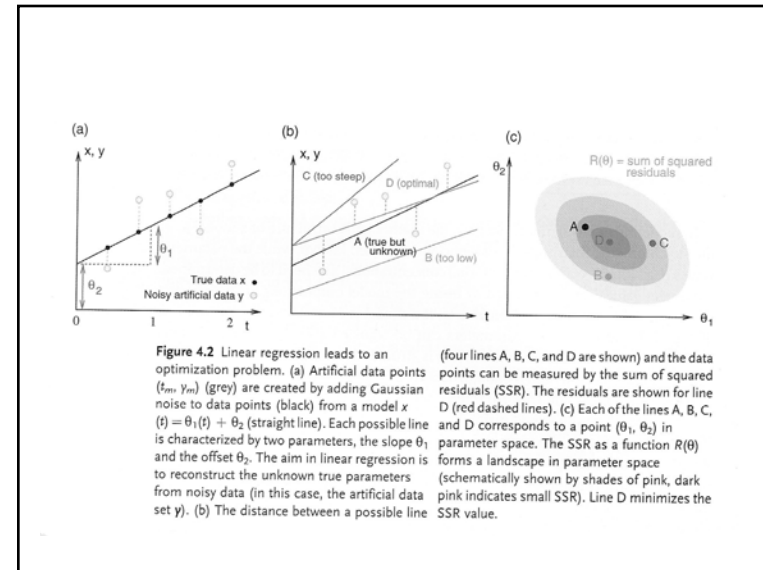 (a)
x, y
θ1
θ2
True data x
Noisy artificial data y
0
1
2
t
(b)
x, y
C (too steep)
D (optimal)
A (true but
unknown)
B (too low)
t
(c)
θ2
R(θ) = sum of squared
residuals
A
D
C
B
θ1
Figure 4.2 Linear regression leads to an
optimization problem. (a) Artificial data points
(tm, ym) (grey) are created by adding Gaussian
noise to data points (black) from a model x
(t) = θ1(t) + θ2 (straight line). Each possible line
is characterized by two parameters, the slope θ1
and the offset θ2. The aim in linear regression is
to reconstruct the unknown true parameters
from noisy data (in this case, the artificial data
set y). (b) The distance between a possible line
(four lines A, B, C, and D are shown) and the data
points can be measured by the sum of squared
residuals (SSR). The residuals are shown for line
D (red dashed lines). (c) Each of the lines A, B, C,
and D corresponds to a point (θ1, θ2) in
parameter space. The SSR as a function R(θ)
forms a landscape in parameter space
(schematically shown by shades of pink, dark
pink indicates small SSR). Line D minimizes the
SSR value.